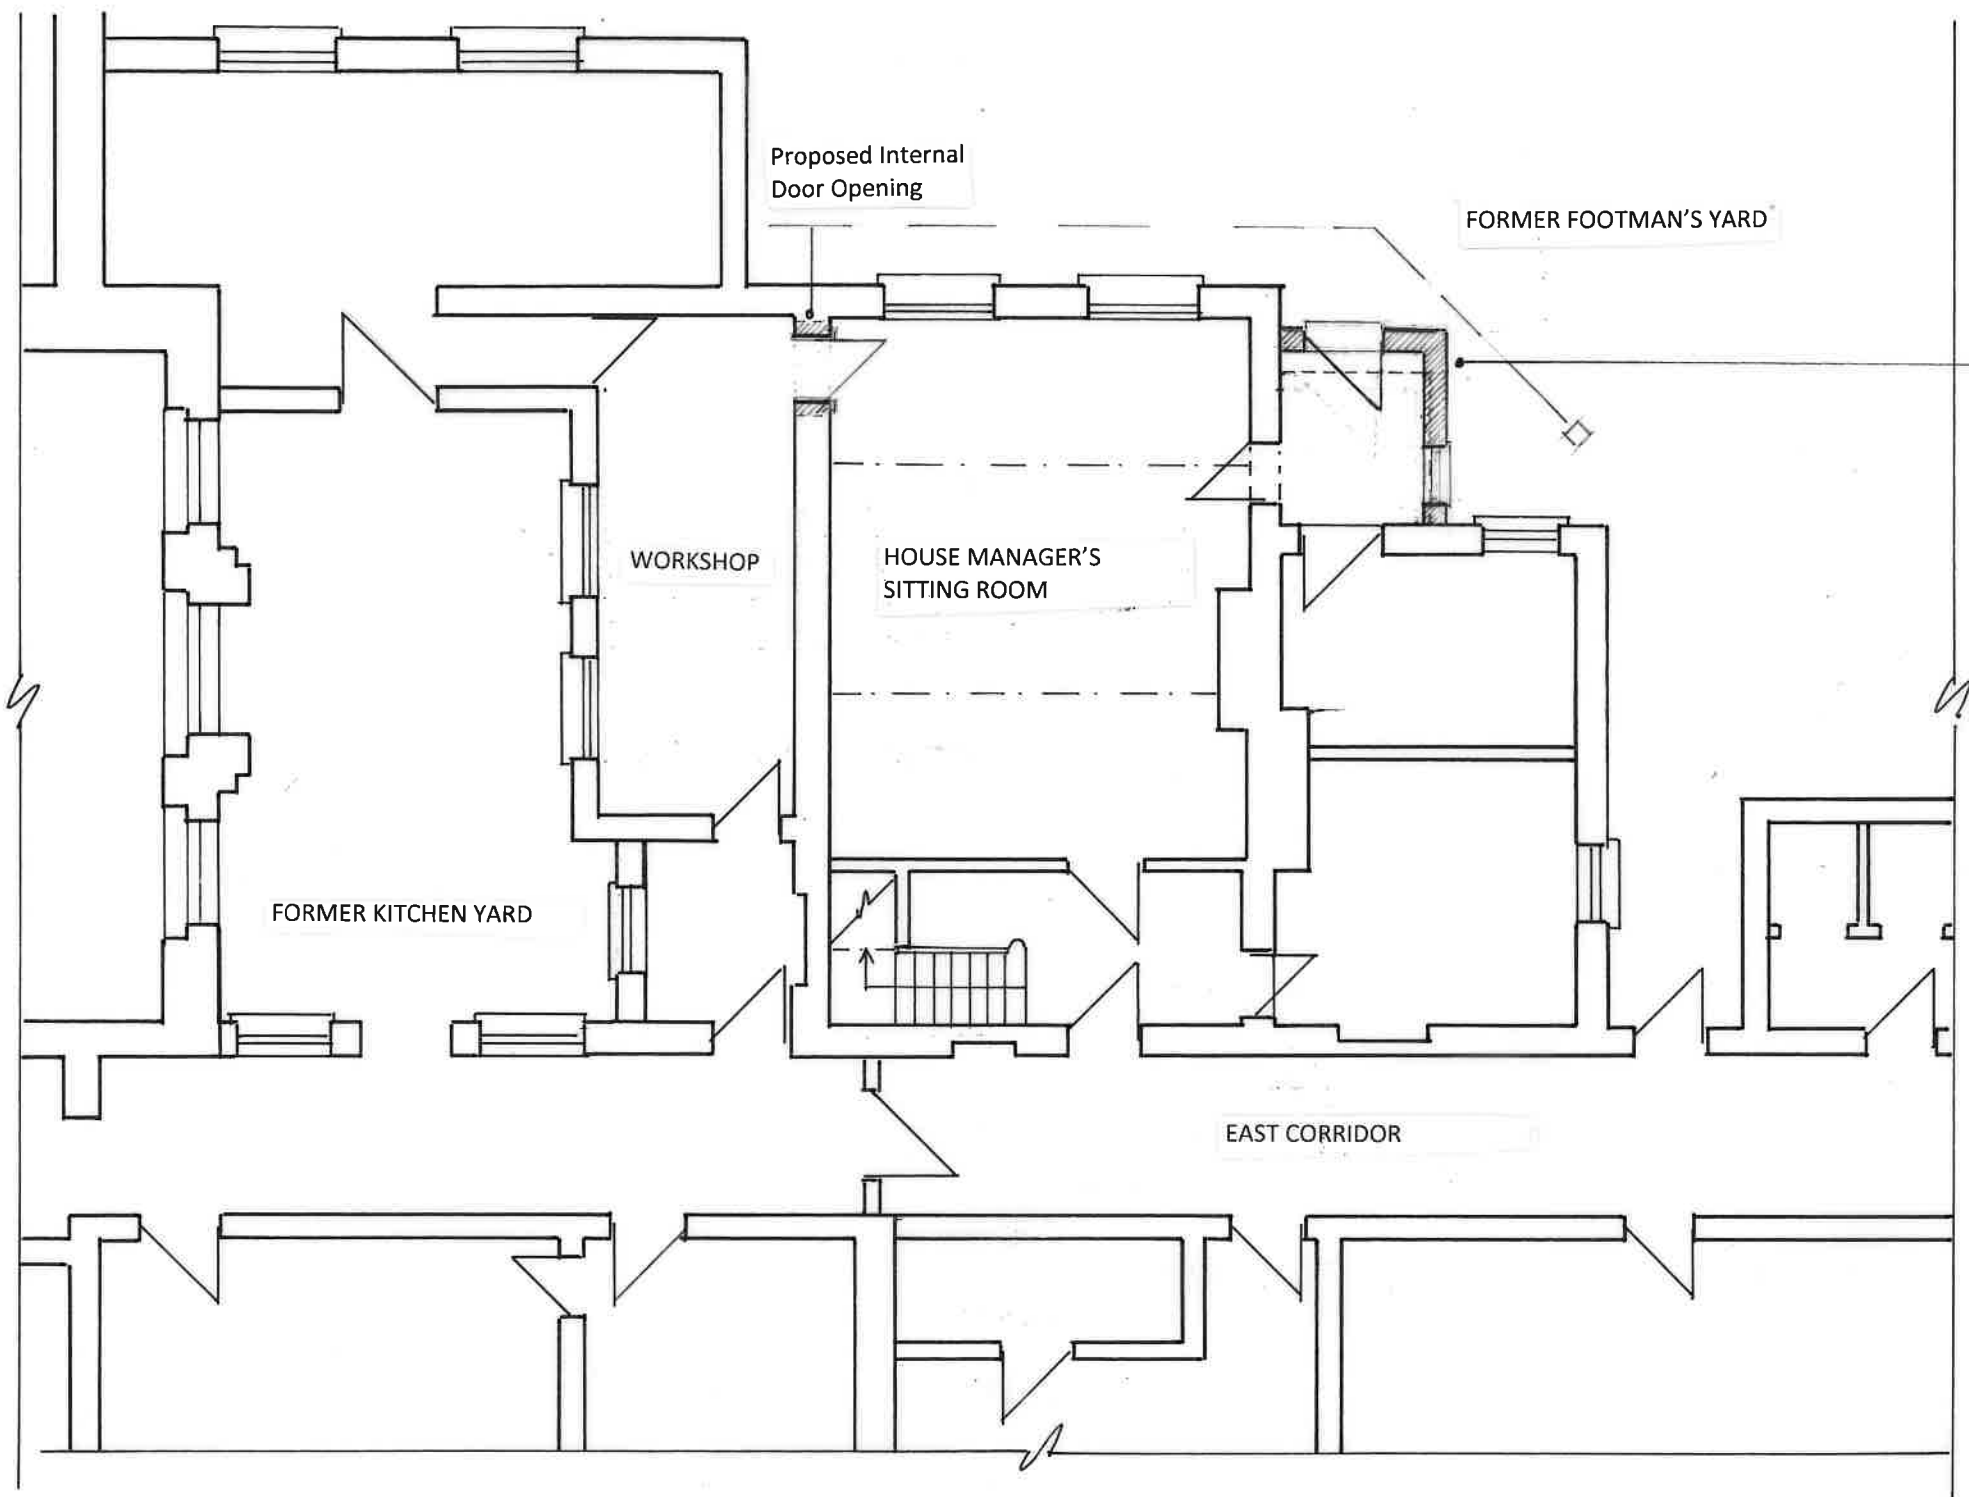 Proposed Internal
Door Opening
FORMER FOOTMAN'S YARD
WORKSHOP
HOUSE MANAGER'S
SITTING ROOM
FORMER KITCHEN YARD
EAST CORRIDOR